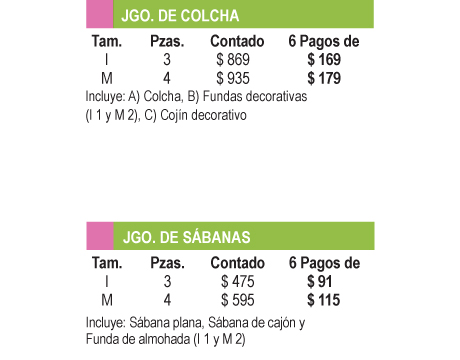 JGO. DE COLCHA
Tam. Pzas. Contado 6 Pagos de
I 3 $ 869 $ 169
M 4 $ 935 $ 179
Incluye: A) Colcha, B) Fundas decorativas
(I 1 y M 2), C) Cojín decorativo
JGO. DE SÁBANAS
Tam. Pzas. Contado 6 Pagos de
I 3 $ 475 $ 91
M 4 $ 595 $ 115
Incluye: Sábana plana, Sábana de cajón y
Funda de almohada (I 1 y M 2)